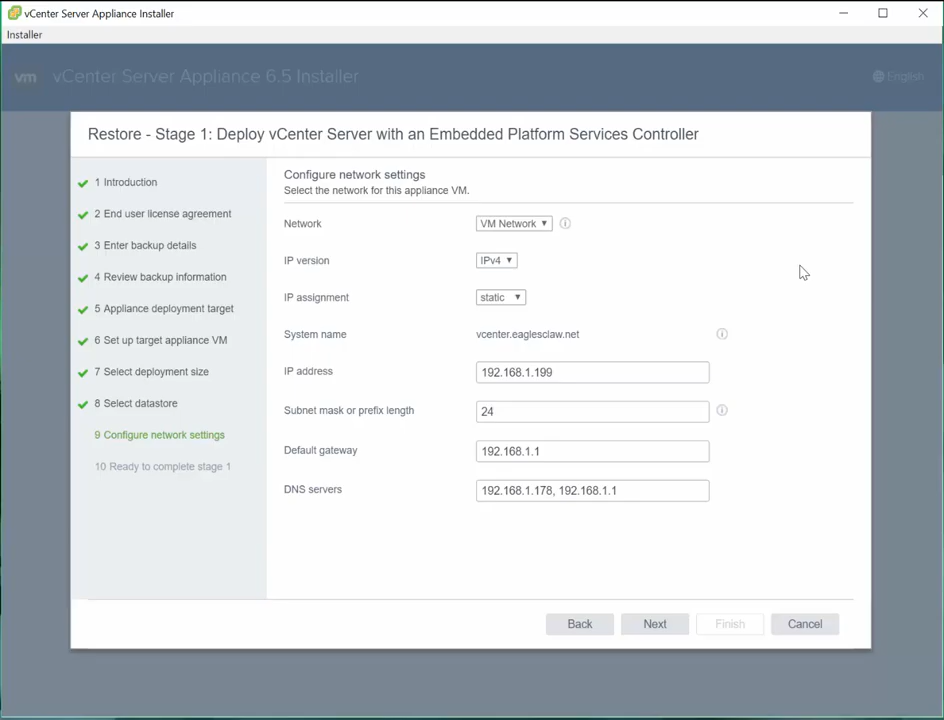 vCenter Server Appliance Installer
Installer
vm vCenter Server Appliance 6.5 Installer
English
Restore - Stage 1: Deploy vCenter Server with an Embedded Platform Services Controller
1 Introduction
2 End user license agreement
3 Enter backup details
4 Review backup information
5 Appliance deployment target
6 Set up target appliance VM
7 Select deployment size
8 Select datastore
9 Configure network settings
10 Ready to complete stage 1
Configure network settings
Select the network for this appliance VM.
Network VM Network
IP version IPv4
IP assignment static
System name vcenter.eaglesclaw.net
IP address 192.168.1.199
Subnet mask or prefix length 24
Default gateway 192.168.1.1
DNS servers 192.168.1.178, 192.168.1.1
Back Next Finish Cancel